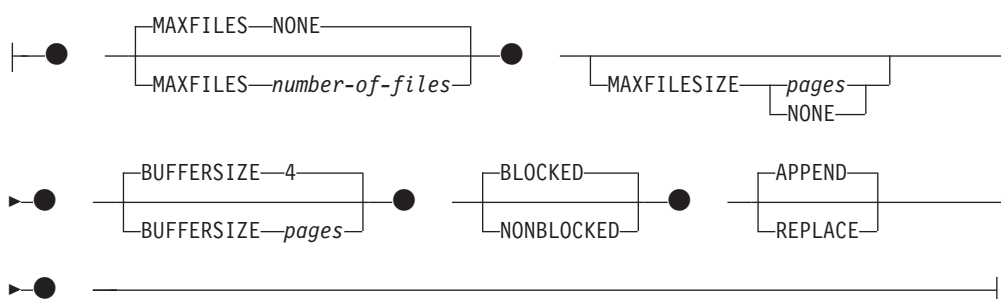 MAXFILES NONE
MAXFILES number-of-files
MAXFILESIZE pages
NONE
BUFFERSIZE 4
BUFFERSIZE pages
BLOCKED
NONBLOCKED
APPEND
REPLACE